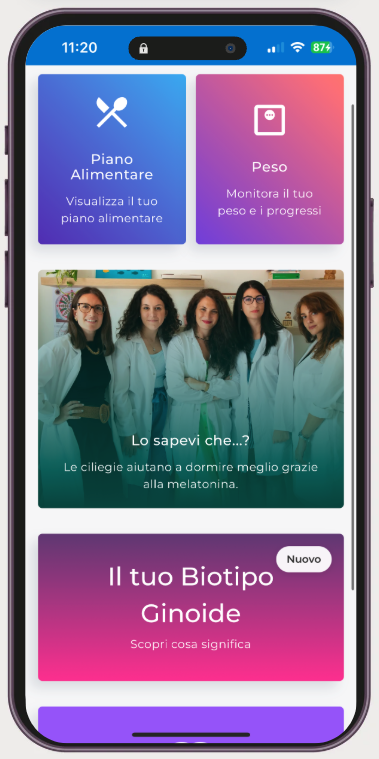 11:20
87
Piano
Alimentare
Visualizza il tuo
piano alimentare
Peso
Monitora il tuo
peso e i progressi
Lo sapevi che...?
Le ciliegie aiutano a dormire meglio grazie
alla melatonina.
Nuovo
Il tuo Biotipo
Ginoide
Scopri cosa significa